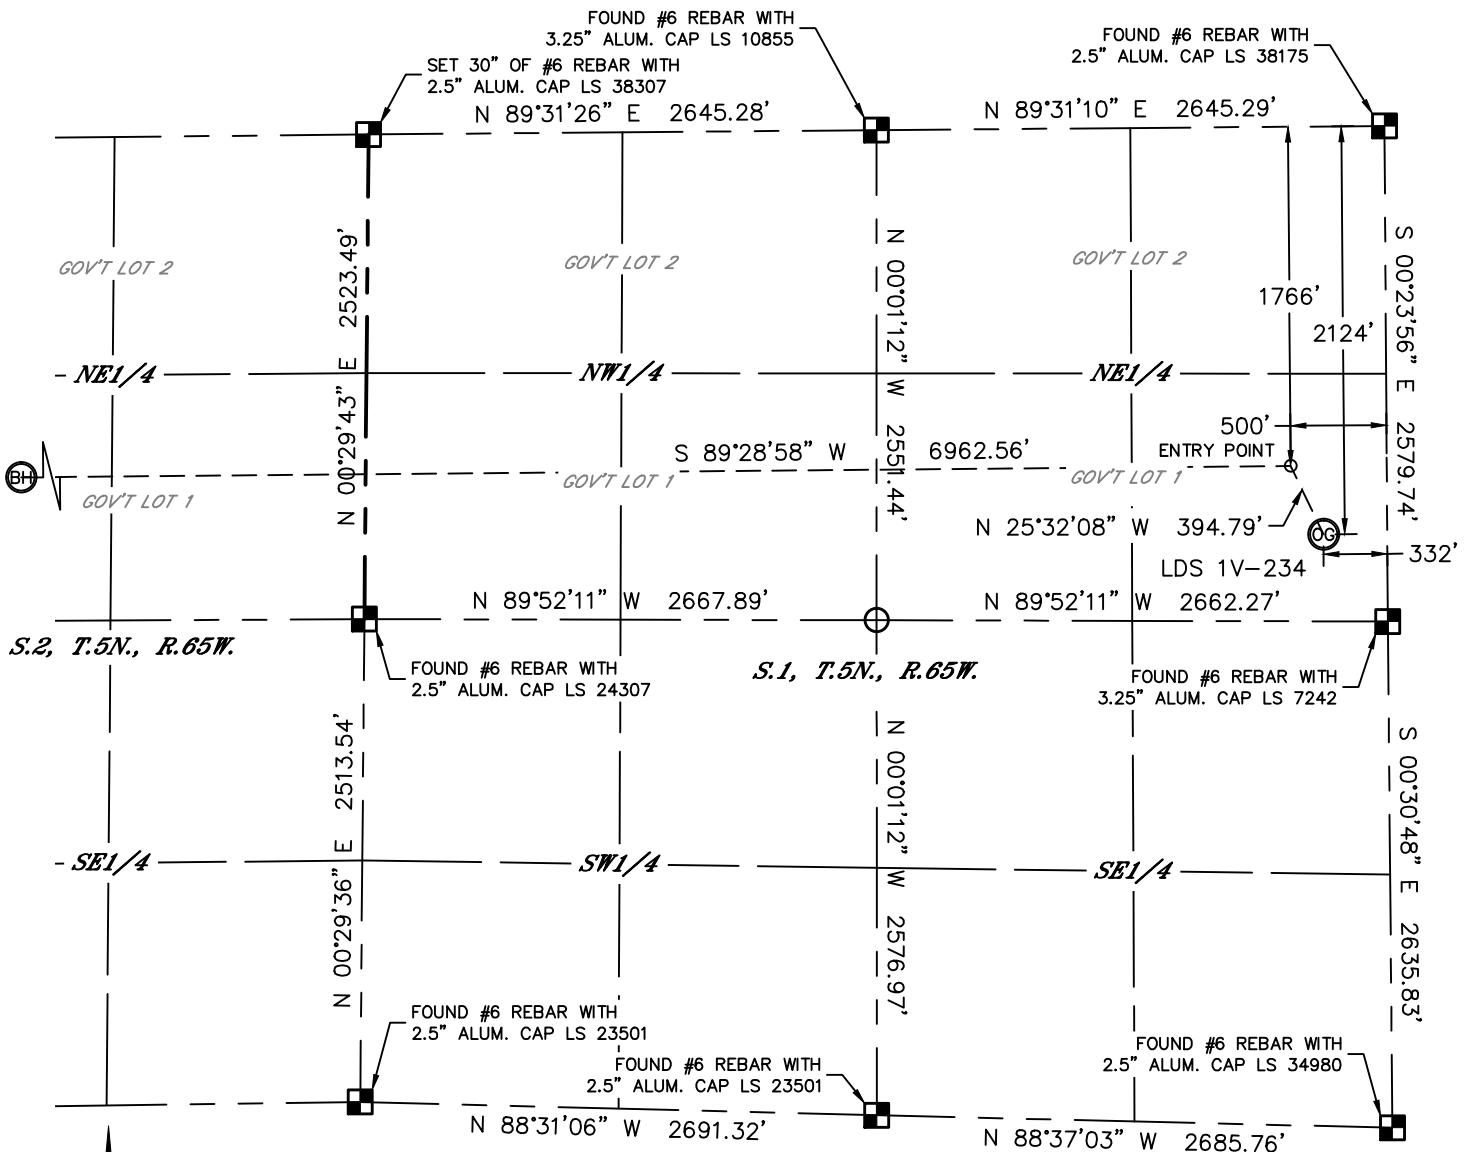 FOUND #6 REBAR WITH
3.25" ALUM. CAP LS 10855
FOUND #6 REBAR WITH
2.5" ALUM. CAP LS 38175
SET 30" OF #6 REBAR WITH
2.5" ALUM. CAP LS 38307
N 89°31'26" E 2645.28'
N 89°31'10" E 2645.29'
GOV'T LOT 2
GOV'T LOT 2
GOV'T LOT 2
N 00°29'43" E 2523.49'
N 00°01'12" W 2551.44'
1766'
2124'
S 00°23'56" E 2579.74'
NE1/4
NW1/4
NE1/4
500'
ENTRY POINT
S 89°28'58" W 6962.56'
BH
GOV'T LOT 1
GOV'T LOT 1
GOV'T LOT 1
N 25°32'08" W 394.79'
OG
332'
LDS 1V-234
N 89°52'11" W 2667.89'
N 89°52'11" W 2662.27'
S.2, T.5N., R.65W.
S.1, T.5N., R.65W.
FOUND #6 REBAR WITH
2.5" ALUM. CAP LS 24307
FOUND #6 REBAR WITH
3.25" ALUM. CAP LS 7242
N 00°29'36" E 2513.54'
N 00°01'12" W 2576.97'
S 00°30'48" E 2635.83'
SE1/4
SW1/4
SE1/4
FOUND #6 REBAR WITH
2.5" ALUM. CAP LS 23501
FOUND #6 REBAR WITH
2.5" ALUM. CAP LS 23501
FOUND #6 REBAR WITH
2.5" ALUM. CAP LS 34980
N 88°31'06" W 2691.32'
N 88°37'03" W 2685.76'